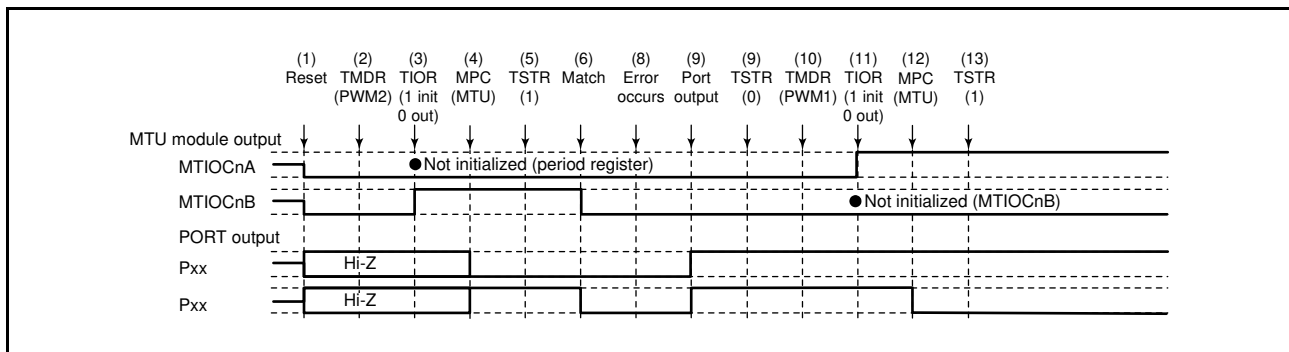 (1) (2) (3) (4) (5) (6) (8) (9) (9) (10) (11) (12) (13)
Reset TMDR TIOR MPC TSTR Match Error Port TSTR TMDR TIOR MPC TSTR
(PWM2) (1 init (MTU) (1) occurs output (0) (PWM1) (1 init (MTU) (1)
0 out) 0 out)
MTU module output
MTIOCnA Not initialized (period register)
MTIOCnB Not initialized (MTIOCnB)
PORT output
Pxx Hi-Z
Pxx Hi-Z